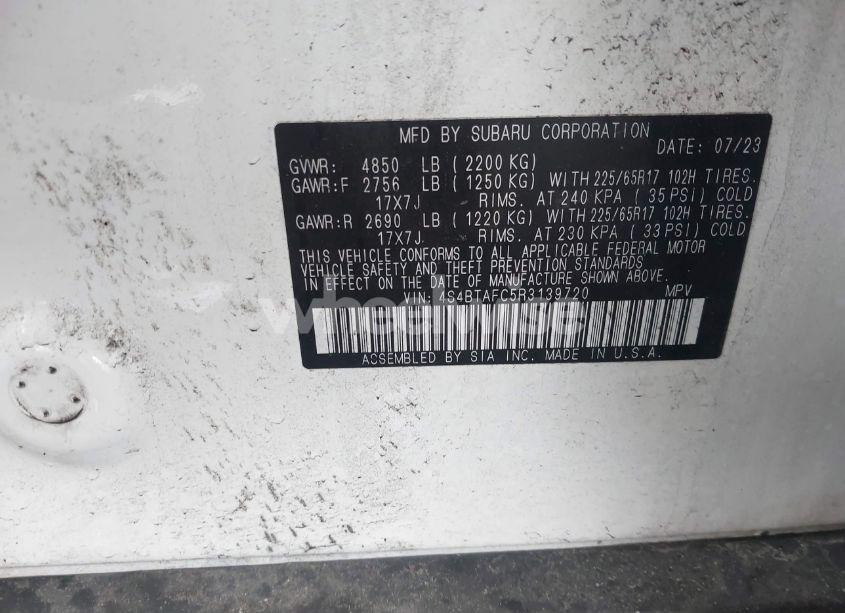 MFD BY SUBARU CORPORATION DATE: 07/23
GVWR: 4850 LB (2200 KG)
GAWR:F 2756 LB (1250 KG) WITH 225/65R17 102H TIRES.
17X7J RIMS. AT 240 KPA (35 PSI) COLD
GAWR:R 2690 LB (1220 KG) WITH 225/65R17 102H TIRES.
17X7J RIMS. AT 230 KPA (33 PSI) COLD
THIS VEHICLE CONFORMS TO ALL APPLICABLE FEDERAL MOTOR
VEHICLE SAFETY AND THEFT PREVENTION STANDARDS
IN EFFECT ON THE DATE OF MANUFACTURE SHOWN ABOVE.
VIN: 4S4BTAFC5R3139720 MPV
wheelwise
ASSEMBLED BY SIA INC. MADE IN U.S.A.